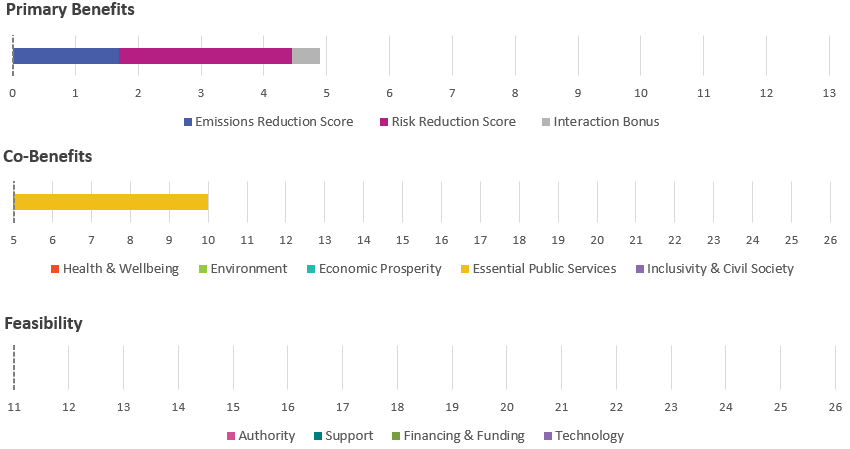 Primary Benefits
0 1 2 3 4 5 6 7 8 9 10 11 12 13
Emissions Reduction Score Risk Reduction Score Interaction Bonus
Co-Benefits
5 6 7 8 9 10 11 12 13 14 15 16 17 18 19 20 21 22 23 24 25 26
Health & Wellbeing Environment Economic Prosperity Essential Public Services Inclusivity & Civil Society
Feasibility
11 12 13 14 15 16 17 18 19 20 21 22 23 24 25 26
Authority Support Financing & Funding Technology